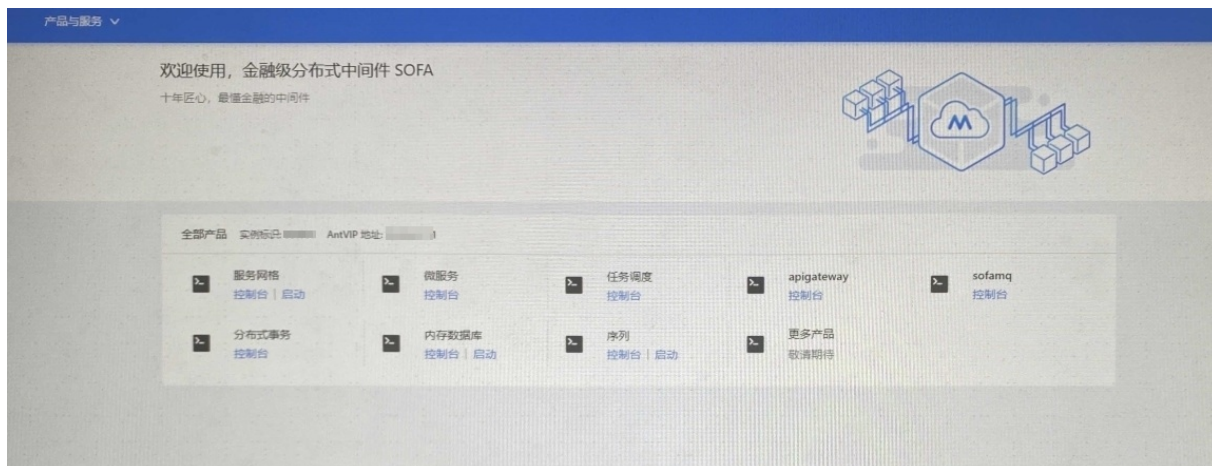 产品与服务
欢迎使用，金融级分布式中间件 SOFA
十年匠心，最懂金融的中间件
全部产品 实例标识: AntVIP 地址:
服务网格 微服务 任务调度 apigateway sofamq
控制台 | 启动 控制台 控制台 控制台 控制台
分布式事务 内存数据库 序列 更多产品
控制台 控制台 | 启动 控制台 | 启动 敬请期待